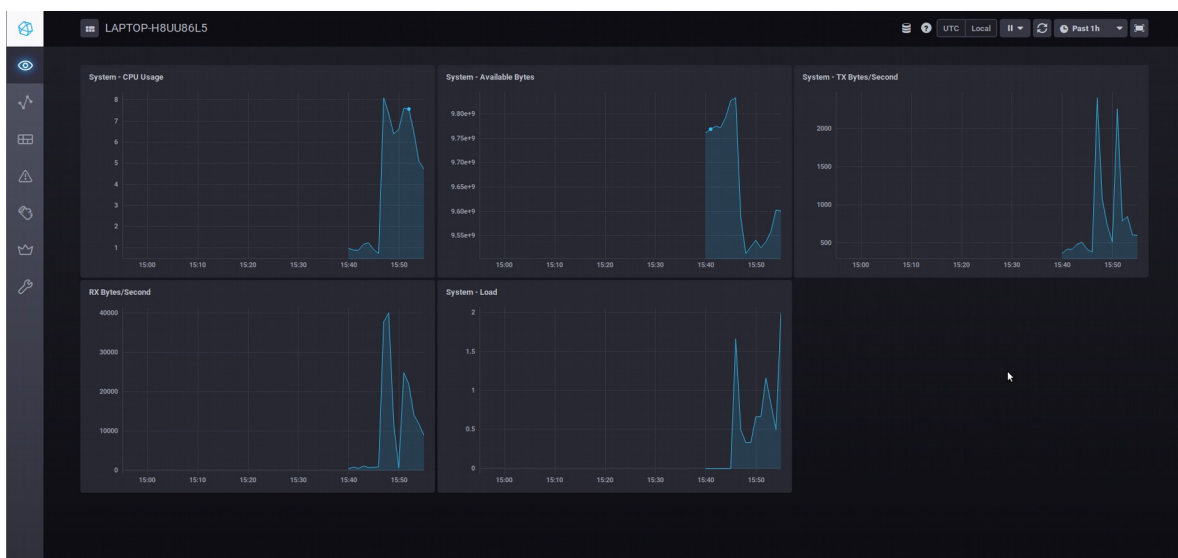 LAPTOP-H8UU86L5
UTC Local Past 1h
System - CPU Usage
8
7
6
5
4
3
2
1
15:00 15:10 15:20 15:30 15:40 15:50
System - Available Bytes
9.80e+9
9.75e+9
9.70e+9
9.65e+9
9.60e+9
9.55e+9
15:00 15:10 15:20 15:30 15:40 15:50
System - TX Bytes/Second
2000
1500
1000
500
15:00 15:10 15:20 15:30 15:40 15:50
RX Bytes/Second
40000
30000
20000
10000
0
15:00 15:10 15:20 15:30 15:40 15:50
System - Load
2
1.5
1
0.5
0
15:00 15:10 15:20 15:30 15:40 15:50